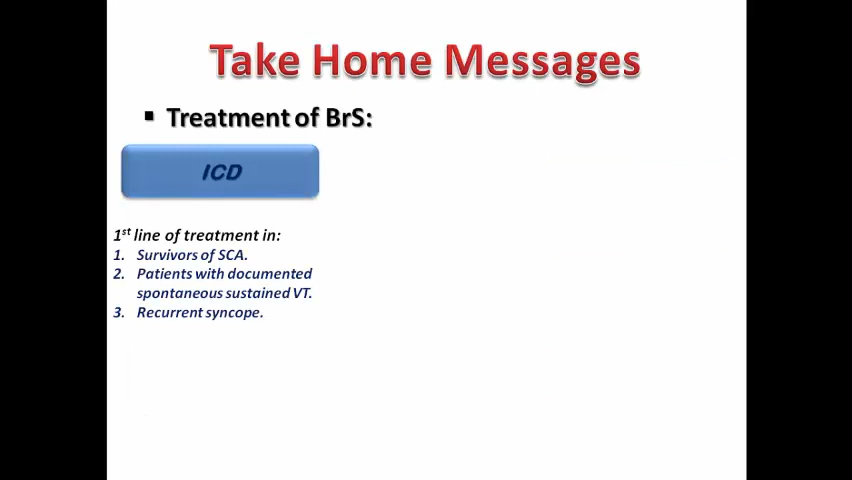 Take Home Messages
▪ Treatment of BrS:
ICD
1st line of treatment in:
1. Survivors of SCA.
2. Patients with documented
spontaneous sustained VT.
3. Recurrent syncope.